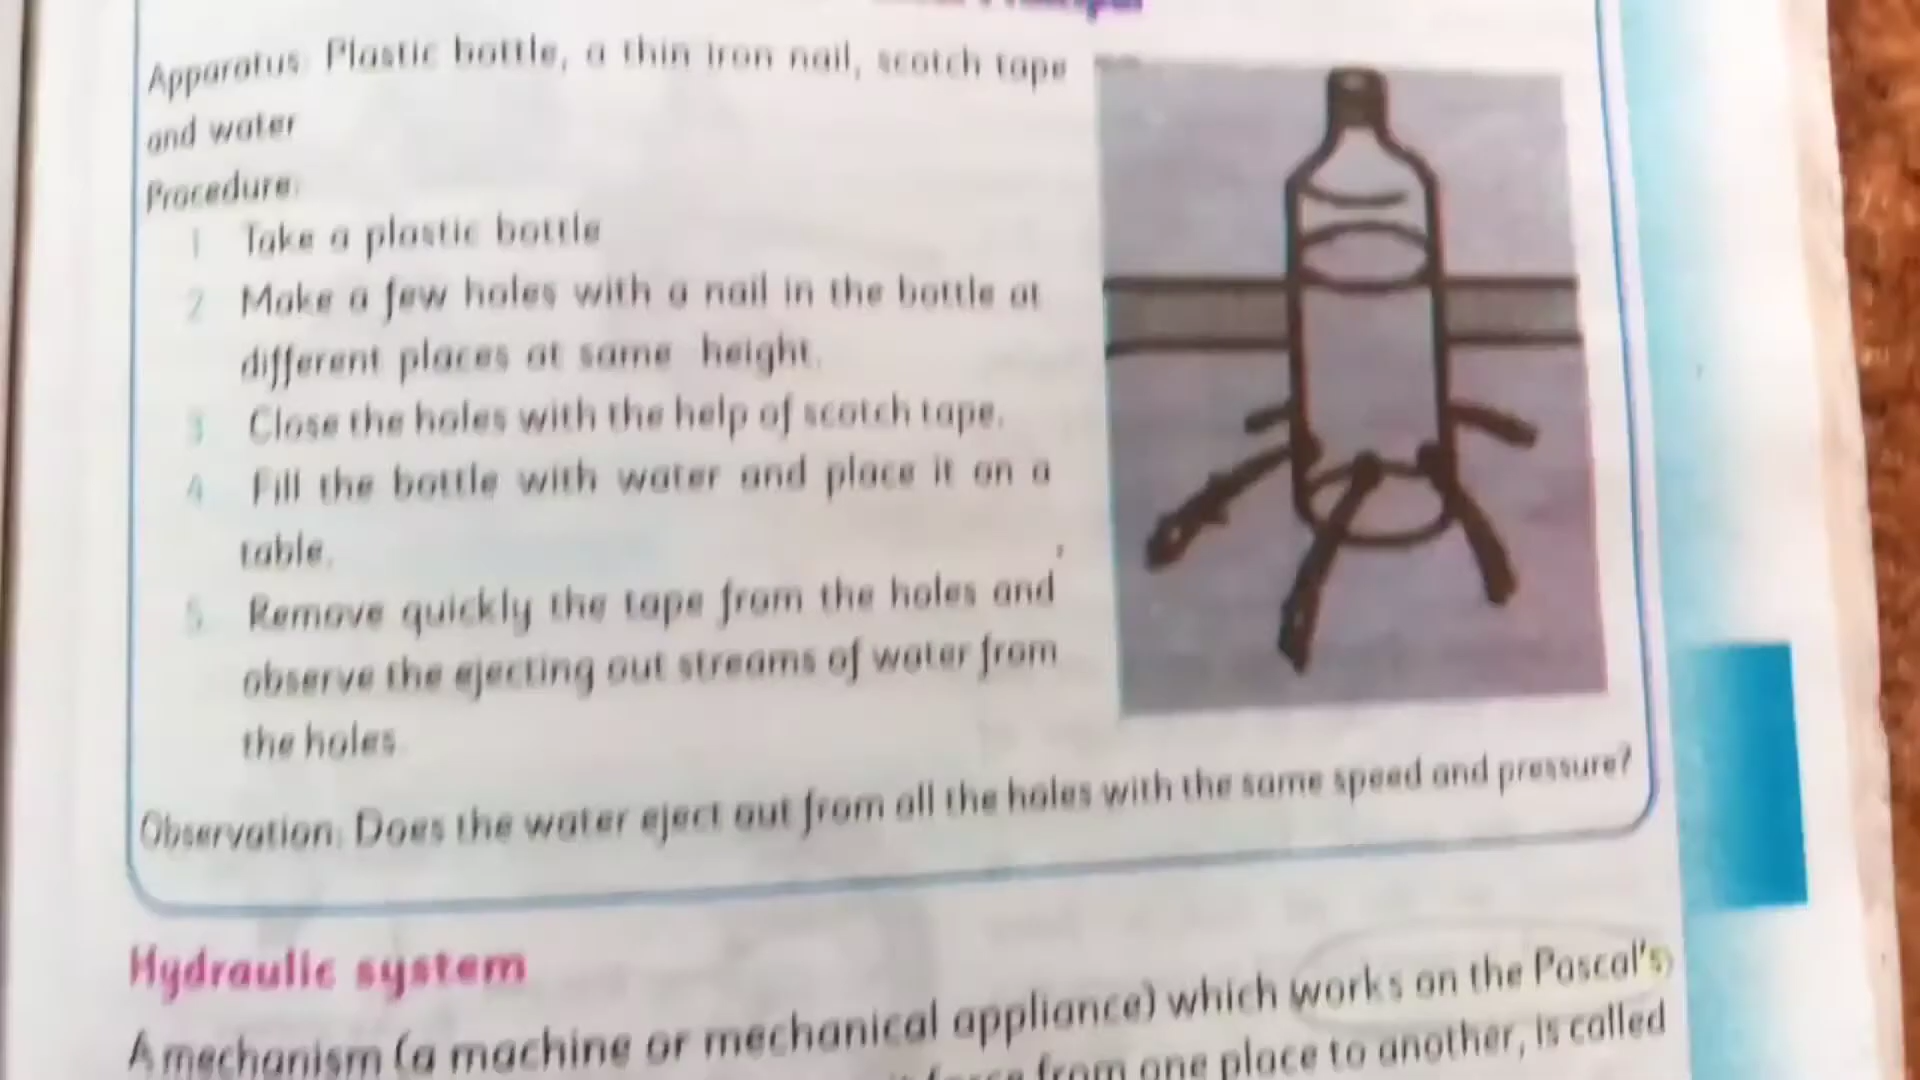 Apparatus: Plastic bottle, a thin iron nail, scotch tape
and water
Procedure:
1 Take a plastic bottle
2 Make a few holes with a nail in the bottle at
different places at same height.
3 Close the holes with the help of scotch tape.
4 Fill the bottle with water and place it on a
table.
5 Remove quickly the tape from the holes and
observe the ejecting out streams of water from
the holes
Observation: Does the water eject out from all the holes with the same speed and pressure?
Hydraulic system
A mechanism (a machine or mechanical appliance) which works on the Pascal's
force from one place to another, is called